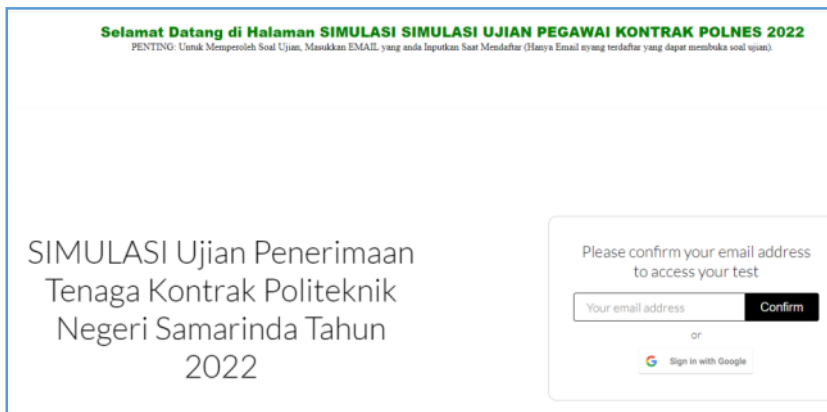 Selamat Datang di Halaman SIMULASI SIMULASI UJIAN PEGAWAI KONTRAK POLNES 2022
PENTING: Untuk Memperoleh Soal Ujian, Masukkan EMAIL yang anda Inputkan Saat Mendaftar (Hanya Email nyang terdaftar yang dapat membuka soal ujian).
SIMULASI Ujian Penerimaan
Tenaga Kontrak Politeknik
Negeri Samarinda Tahun
2022
Please confirm your email address
to access your test
Your email address
Confirm
or
Sign in with Google